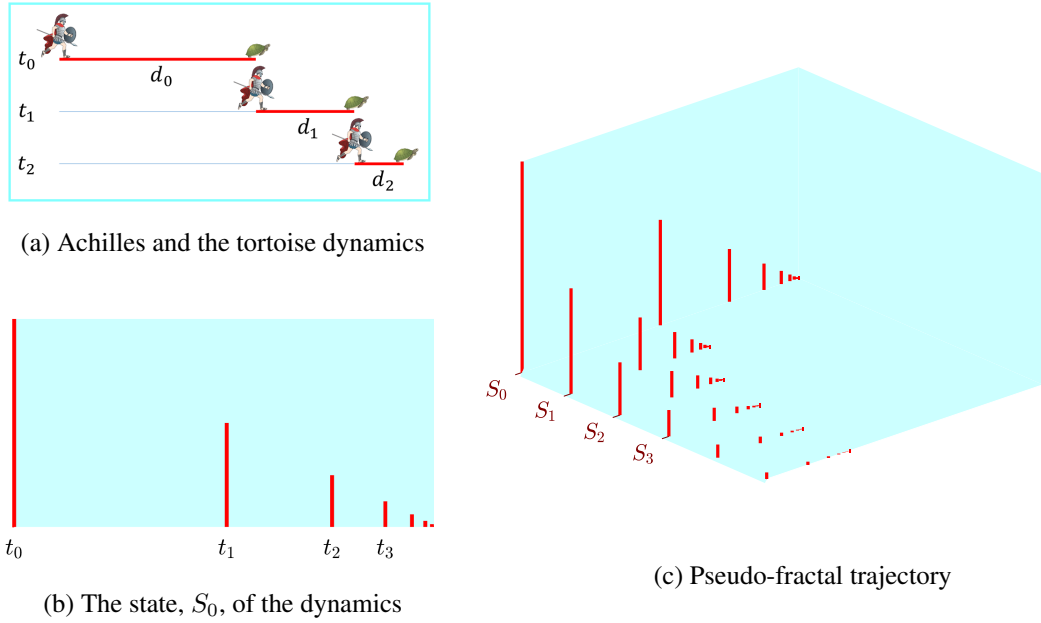 t₀
d₀
t₁
d₁
t₂
d₂
(a) Achilles and the tortoise dynamics
t₀ t₁ t₂ t₃
(b) The state, S₀, of the dynamics
S₀
S₁
S₂
S₃
(c) Pseudo-fractal trajectory